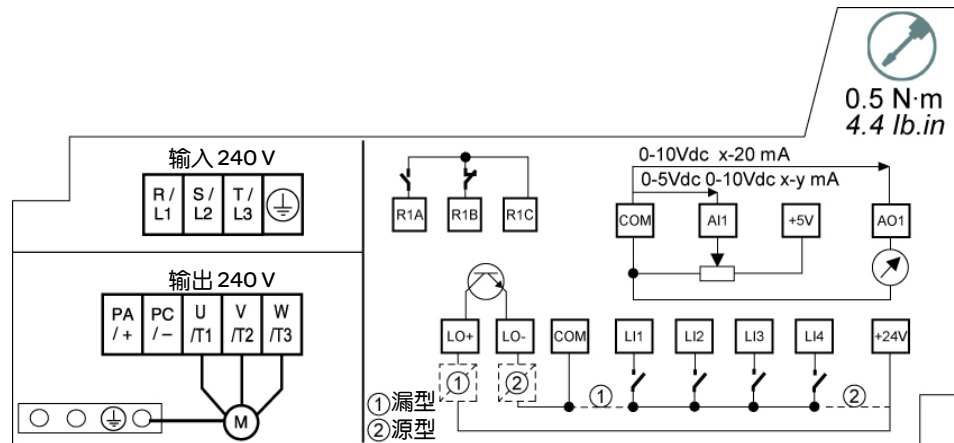 0.5 N·m
4.4 lb.in
输入 240 V
R / L1
S / L2
T / L3
输出 240 V
PA / +
PC / −
U /T1
V /T2
W /T3
M
R1A
R1B
R1C
0-10Vdc x-20 mA
0-5Vdc 0-10Vdc x-y mA
COM
AI1
+5V
AO1
LO+
LO-
COM
LI1
LI2
LI3
LI4
+24V
①
②
①
②
①漏型
②源型